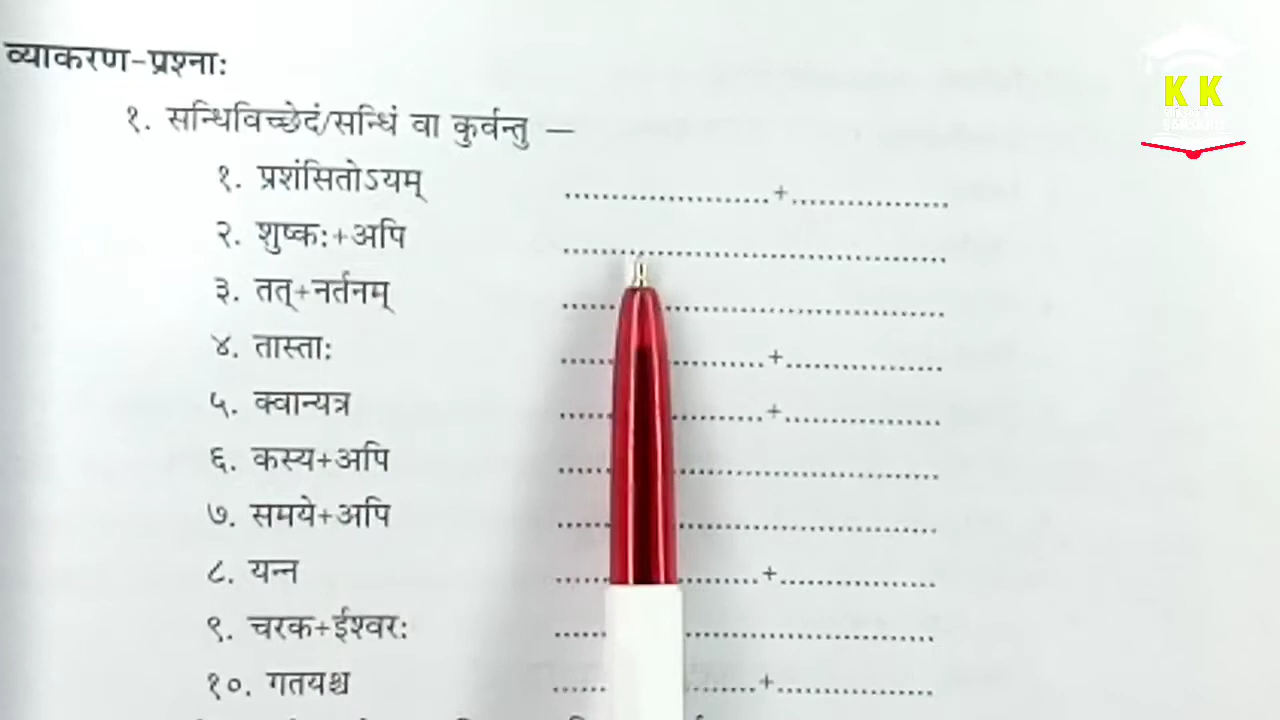 व्याकरण-प्रश्नाः
१. सन्धिविच्छेदं/सन्धिं वा कुर्वन्तु —
१. प्रशंसितोऽयम् ....................+................
२. शुष्कः+अपि ......................................
३. तत्+नर्तनम् ......................................
४. तास्ताः ....................+................
५. क्वान्यत्र ....................+................
६. कस्य+अपि ......................................
७. समये+अपि ......................................
८. यन्न ....................+................
९. चरक+ईश्वरः ......................................
१०. गतयश्च ....................+................
K K